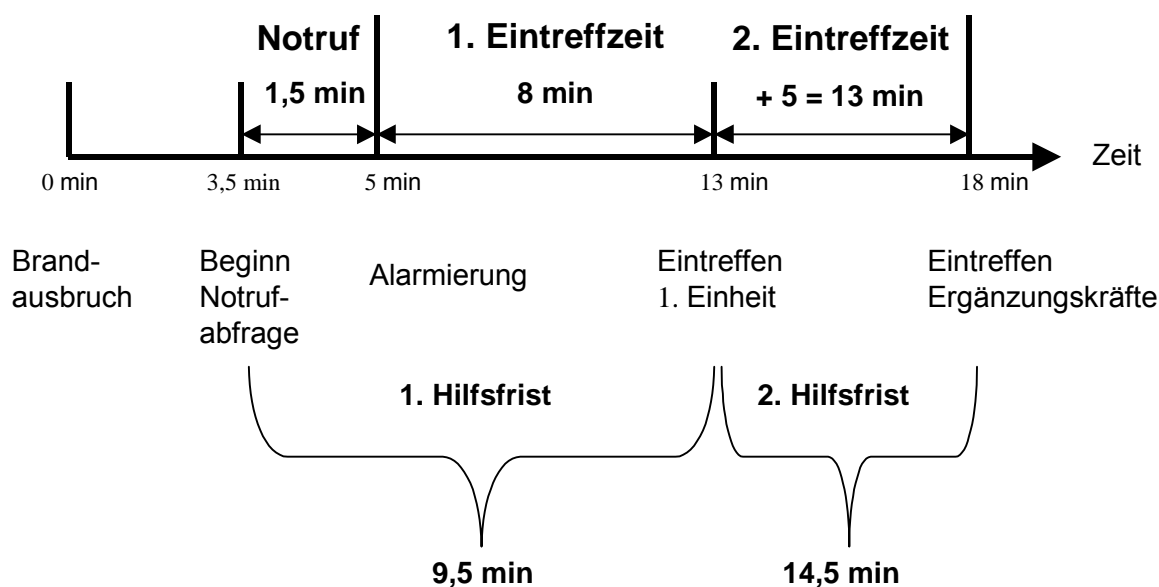 Notruf
1. Eintreffzeit
2. Eintreffzeit
1,5 min
8 min
+ 5 = 13 min
Zeit
0 min
3,5 min
5 min
13 min
18 min
Brand-
ausbruch
Beginn
Notruf-
abfrage
Alarmierung
Eintreffen
1. Einheit
Eintreffen
Ergänzungskräfte
1. Hilfsfrist
2. Hilfsfrist
9,5 min
14,5 min